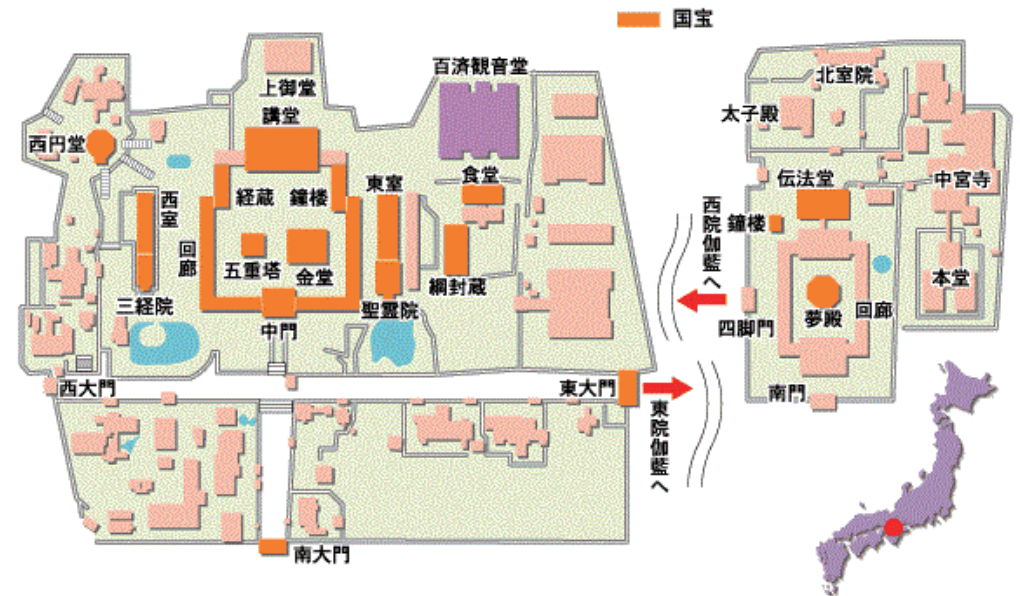 国宝
百済観音堂
上御堂
講堂
西円堂
経蔵
鐘楼
東室
食堂
西室
回廊
五重塔
金堂
綱封蔵
三経院
中門
聖霊院
西大門
東大門
南大門
西院伽藍へ
東院伽藍へ
北室院
太子殿
伝法堂
中宮寺
鐘楼
本堂
四脚門
夢殿
回廊
南門